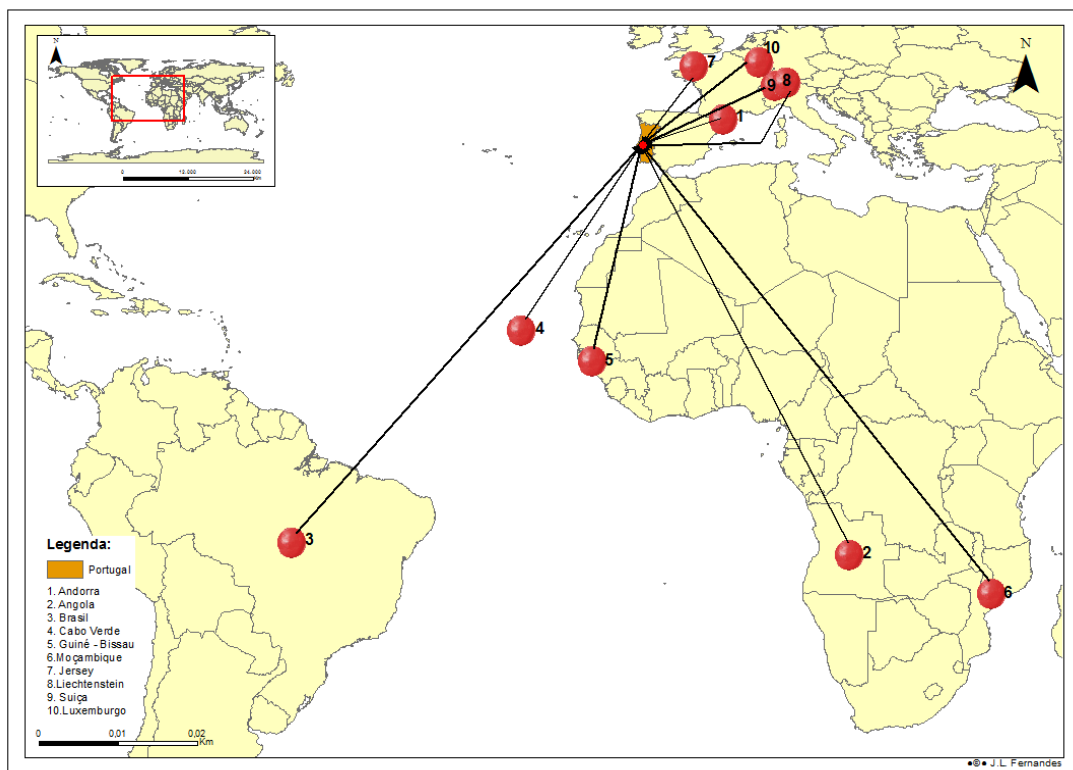 N
0
12.000
24.000
Km
N
7
10
9
8
1
4
5
3
2
6
Legenda:
Portugal
1. Andorra
2. Angola
3. Brasil
4. Cabo Verde
5. Guiné - Bissau
6.Moçambique
7. Jersey
8.Liechtenstein
9. Suiça
10.Luxemburgo
0 0,01 0,02
Km
●®● J.L. Fernandes